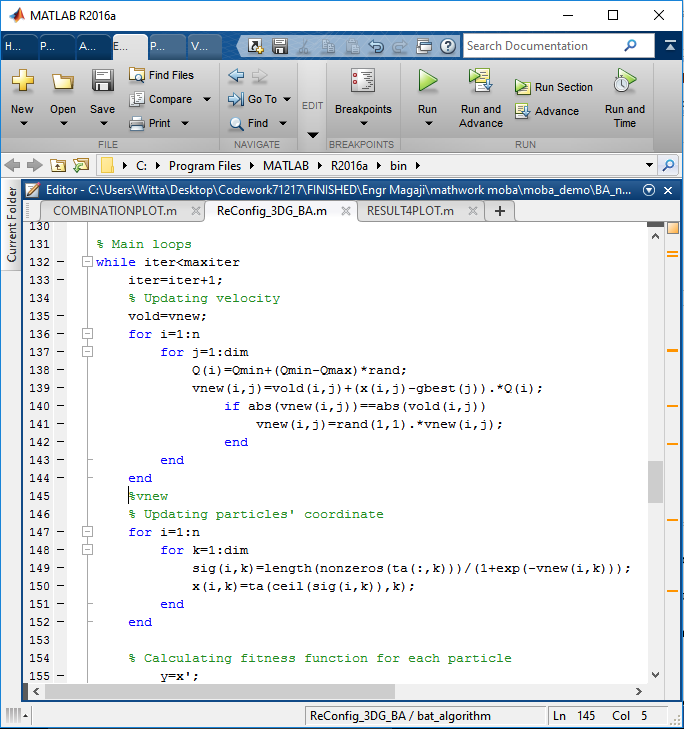 MATLAB R2016a
H... P... A... E... P... V...
Search Documentation
New Open Save Find Files Compare Print
Go To Find
EDIT
Breakpoints
Run Run and Advance Run Section Advance Run and Time
FILE NAVIGATE BREAKPOINTS RUN
C: Program Files MATLAB R2016a bin
Current Folder
Editor - C:\Users\Witta\Desktop\Codework71217\FINISHED\Engr Magaji\mathwork moba\moba_demo\BA_n...
COMBINATIONPLOT.m ReConfig_3DG_BA.m RESULT4PLOT.m
130
131 % Main loops
132 while iter<maxiter
133 iter=iter+1;
134 % Updating velocity
135 vold=vnew;
136 for i=1:n
137 for j=1:dim
138 Q(i)=Qmin+(Qmin-Qmax)*rand;
139 vnew(i,j)=vold(i,j)+(x(i,j)-gbest(j)).*Q(i);
140 if abs(vnew(i,j))==abs(vold(i,j))
141 vnew(i,j)=rand(1,1).*vnew(i,j);
142 end
143 end
144 end
145 %vnew
146 % Updating particles' coordinate
147 for i=1:n
148 for k=1:dim
149 sig(i,k)=length(nonzeros(ta(:,k)))/(1+exp(-vnew(i,k)));
150 x(i,k)=ta(ceil(sig(i,k)),k);
151 end
152 end
153
154 % Calculating fitness function for each particle
155 y=x';
ReConfig_3DG_BA / bat_algorithm Ln 145 Col 5